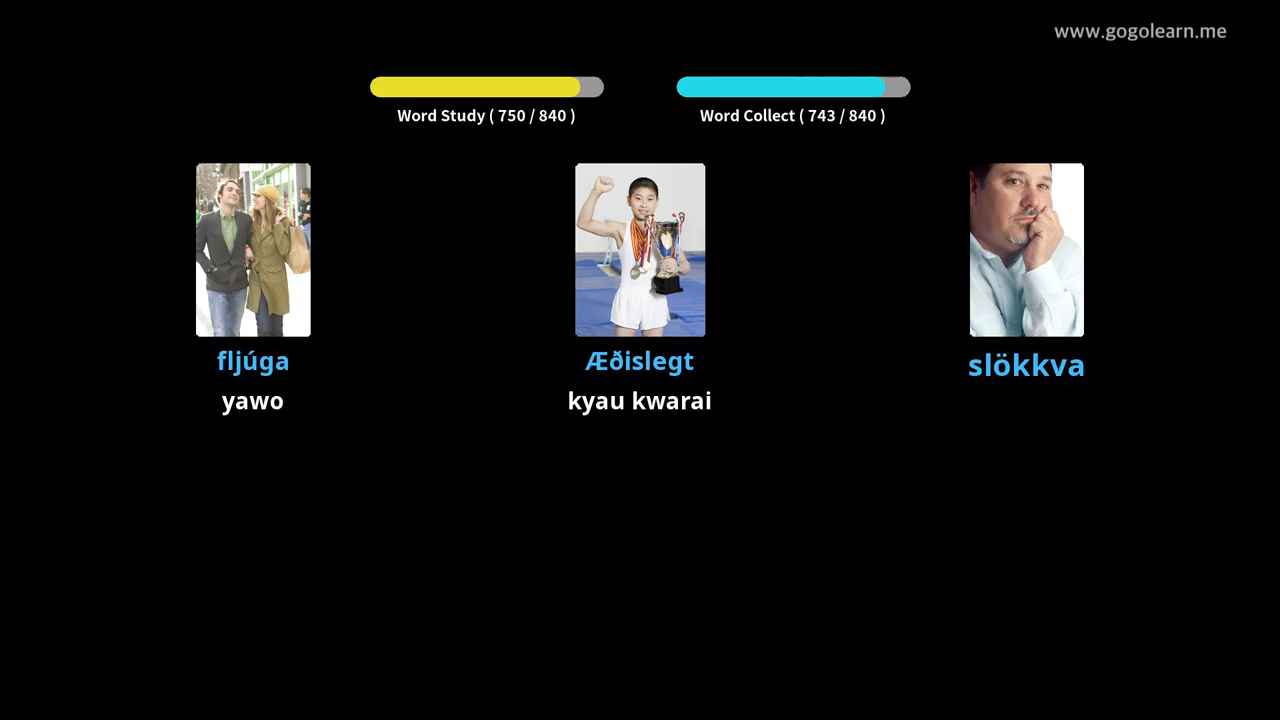 www.gogolearn.me
Word Study ( 750 / 840 )
Word Collect ( 743 / 840 )
fljúga
Æðislegt
slökkva
yawo
kyau kwarai